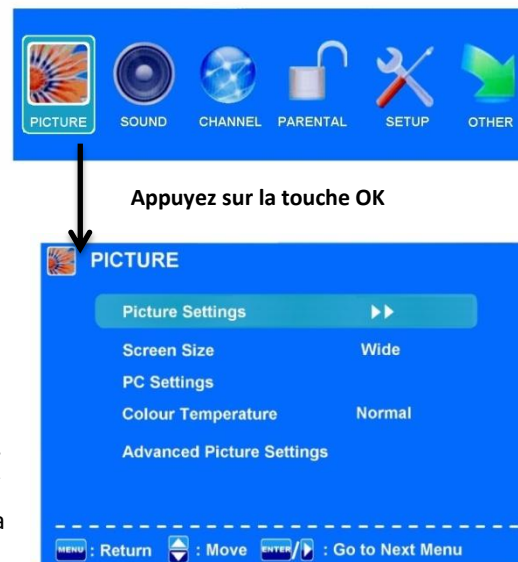 PICTURE SOUND CHANNEL PARENTAL SETUP OTHER
Appuyez sur la touche OK
PICTURE
Picture Settings
Screen Size Wide
PC Settings
Colour Temperature Normal
Advanced Picture Settings
a
MENU : Return : Move ENTER / : Go to Next Menu